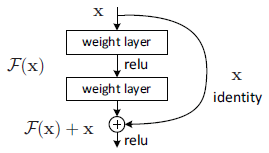 x
weight layer
relu
F(x)
weight layer
x
identity
F(x) + x
+
relu